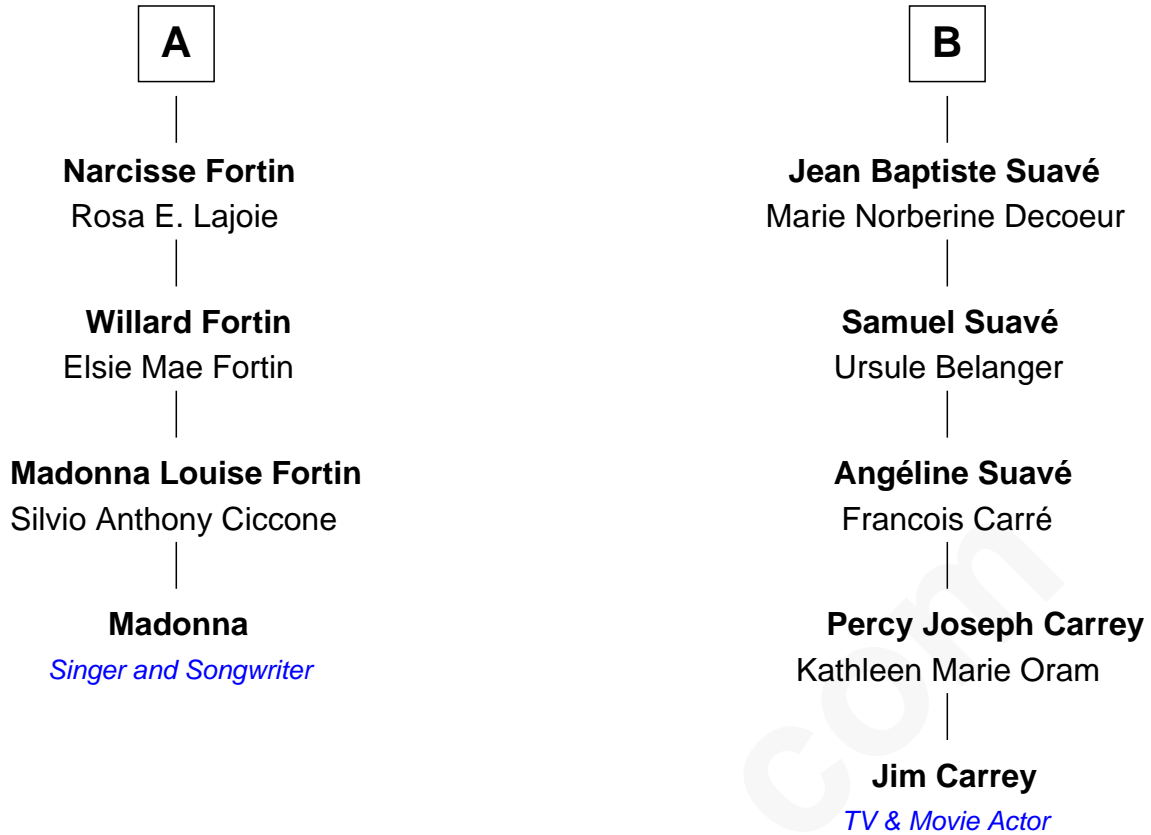 A
Narcisse Fortin
Rosa E. Lajoie
Willard Fortin
Elsie Mae Fortin
Madonna Louise Fortin
Silvio Anthony Ciccone
Madonna
Singer and Songwriter
B
Jean Baptiste Suavé
Marie Norberine Decoeur
Samuel Suavé
Ursule Belanger
Angéline Suavé
Francois Carré
Percy Joseph Carrey
Kathleen Marie Oram
Jim Carrey
TV & Movie Actor
com